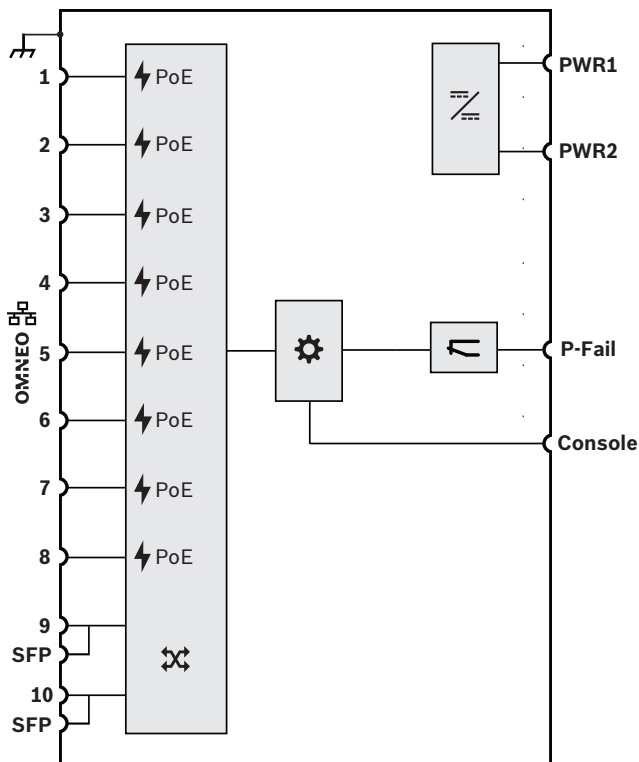 1 PoE
2 PoE
3 PoE
4 PoE
5 PoE
6 PoE
7 PoE
8 PoE
9
SFP
10
SFP
OMNEO
PWR1
PWR2
P-Fail
Console